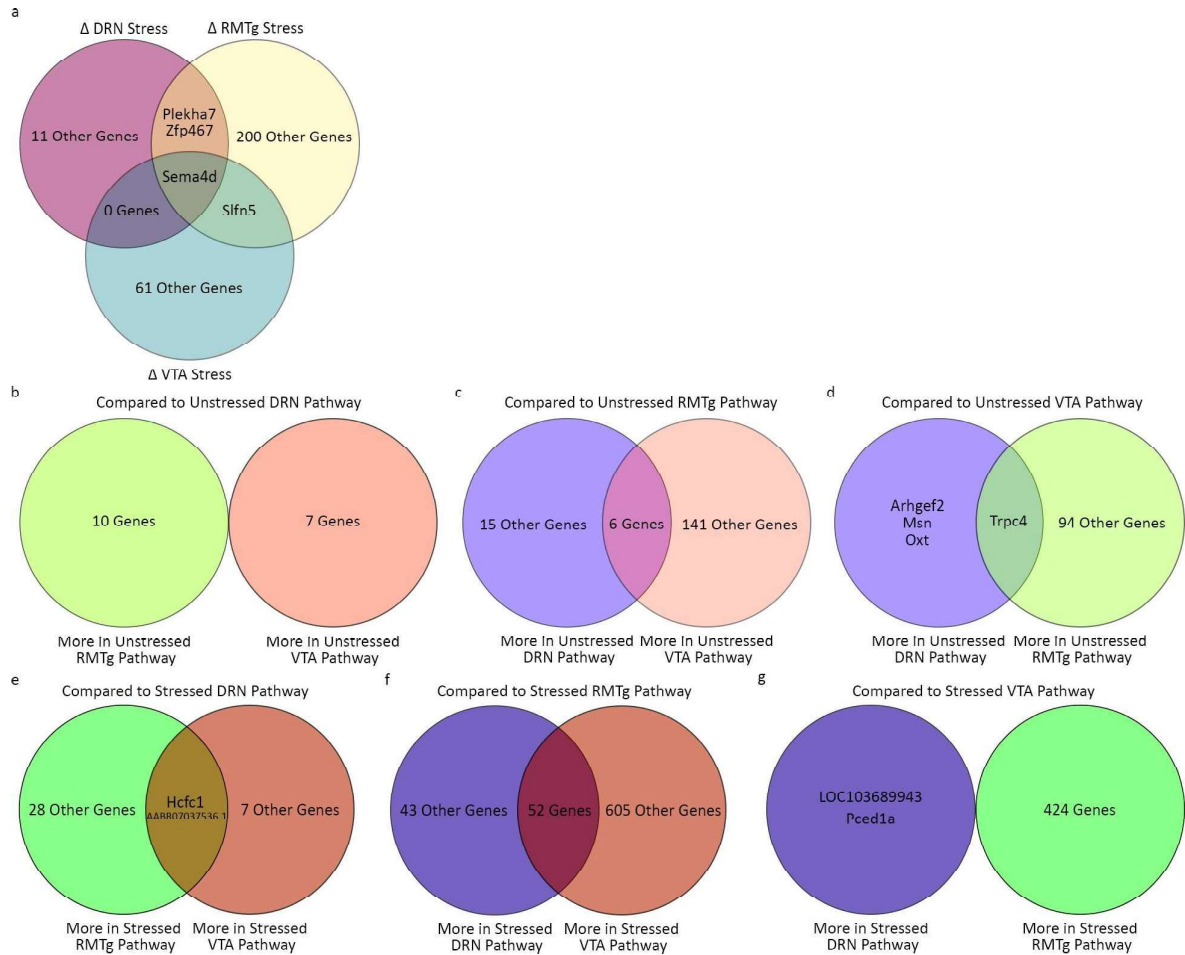 a
Δ DRN Stress
Δ RMTg Stress
Plekha7
Zfp467
11 Other Genes
200 Other Genes
Sema4d
0 Genes
Slfn5
61 Other Genes
Δ VTA Stress
b
Compared to Unstressed DRN Pathway
10 Genes
7 Genes
More in Unstressed
RMTg Pathway
More in Unstressed
VTA Pathway
c
Compared to Unstressed RMTg Pathway
15 Other Genes
6 Genes
141 Other Genes
More in Unstressed
DRN Pathway
More in Unstressed
VTA Pathway
d
Compared to Unstressed VTA Pathway
Arhgef2
Msn
Oxt
Trpc4
94 Other Genes
More in Unstressed
DRN Pathway
More in Unstressed
RMTg Pathway
e
Compared to Stressed DRN Pathway
28 Other Genes
Hcfc1
AABR07037536.1
7 Other Genes
More in Stressed
RMTg Pathway
More in Stressed
VTA Pathway
f
Compared to Stressed RMTg Pathway
43 Other Genes
52 Genes
605 Other Genes
More in Stressed
DRN Pathway
More in Stressed
VTA Pathway
g
Compared to Stressed VTA Pathway
LOC103689943
Pced1a
424 Genes
More in Stressed
DRN Pathway
More in Stressed
RMTg Pathway